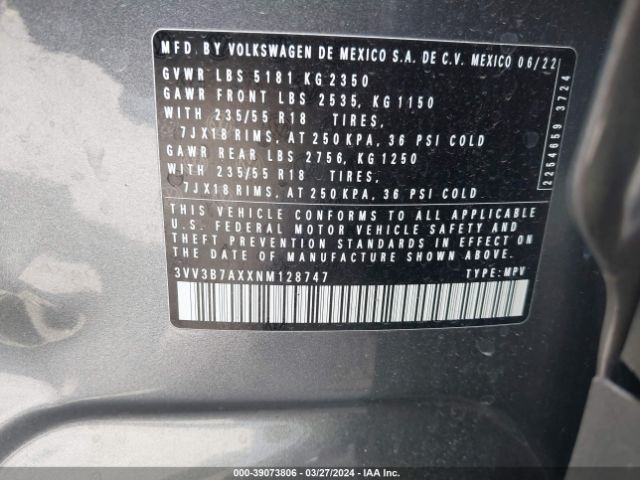 MFD. BY VOLKSWAGEN DE MEXICO S.A. DE C.V. MEXICO 06/22
GVWR LBS 5181 KG 2350
GAWR FRONT LBS 2535, KG 1150
WITH 235/55 R18 TIRES,
7JX18 RIMS, AT 250 KPA, 36 PSI COLD
GAWR REAR LBS 2756, KG 1250
WITH 235/55 R18 TIRES,
7JX18 RIMS, AT 250 KPA, 36 PSI COLD
2254659 3724
THIS VEHICLE CONFORMS TO ALL APPLICABLE
U.S. FEDERAL MOTOR VEHICLE SAFETY AND
THEFT PREVENTION STANDARDS IN EFFECT ON
THE DATE OF MANUFACTURE SHOWN ABOVE.
3VV3B7AXXNM128747 TYPE: MPV
000-39073806 - 03/27/2024 - IAA Inc.